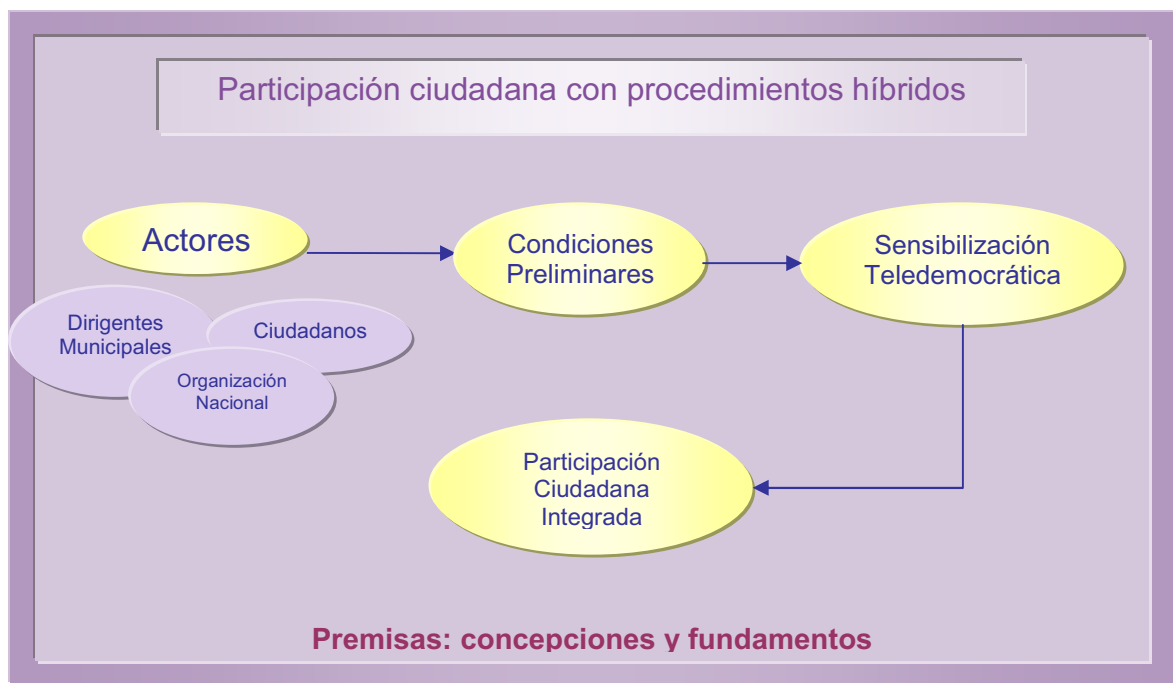 Participación ciudadana con procedimientos híbridos
Actores
Condiciones
Preliminares
Sensibilización
Teledemocrática
Dirigentes
Municipales
Ciudadanos
Organización
Nacional
Participación
Ciudadana
Integrada
Premisas: concepciones y fundamentos